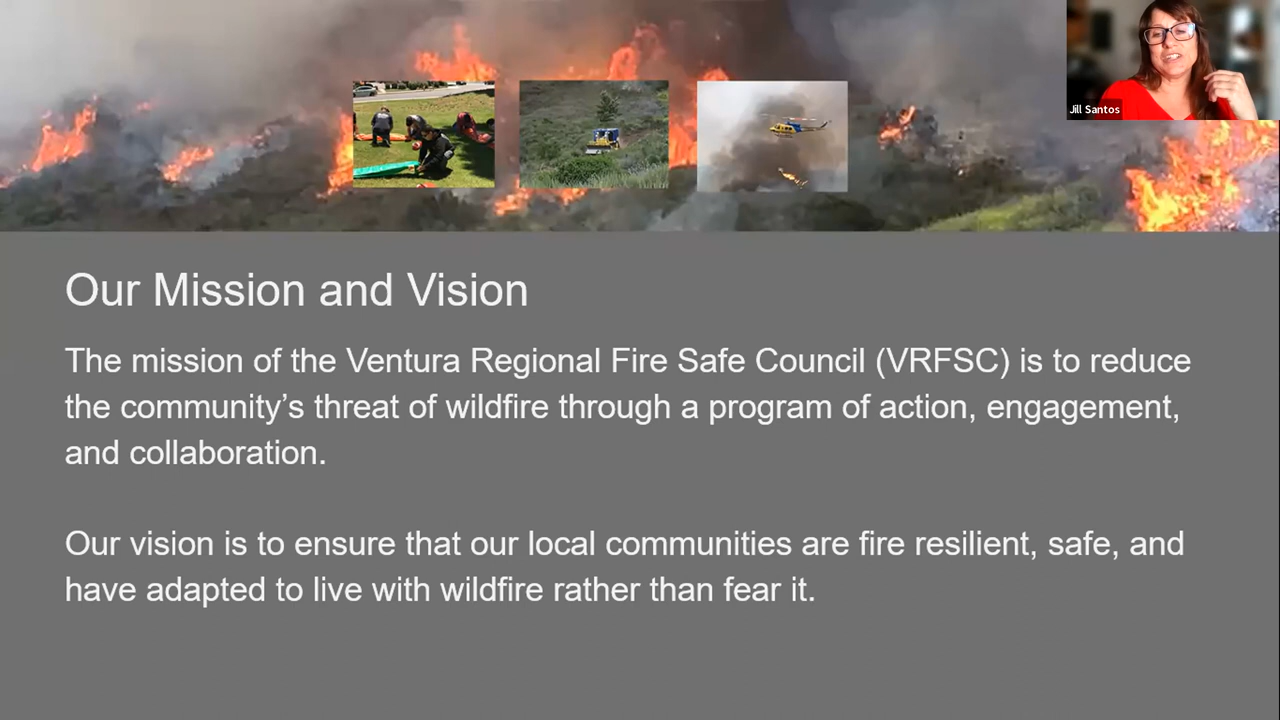 Jill Santos
Our Mission and Vision
The mission of the Ventura Regional Fire Safe Council (VRFSC) is to reduce
the community’s threat of wildfire through a program of action, engagement,
and collaboration.
Our vision is to ensure that our local communities are fire resilient, safe, and
have adapted to live with wildfire rather than fear it.